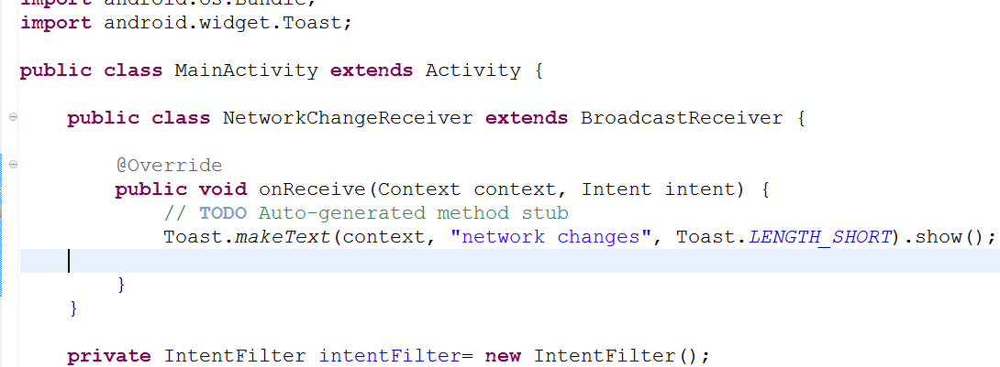 import android.os.Bundle;
import android.widget.Toast;
public class MainActivity extends Activity {
public class NetworkChangeReceiver extends BroadcastReceiver {
@Override
public void onReceive(Context context, Intent intent) {
// TODO Auto-generated method stub
Toast.makeText(context, "network changes", Toast.LENGTH_SHORT).show();
}
}
private IntentFilter intentFilter= new IntentFilter();